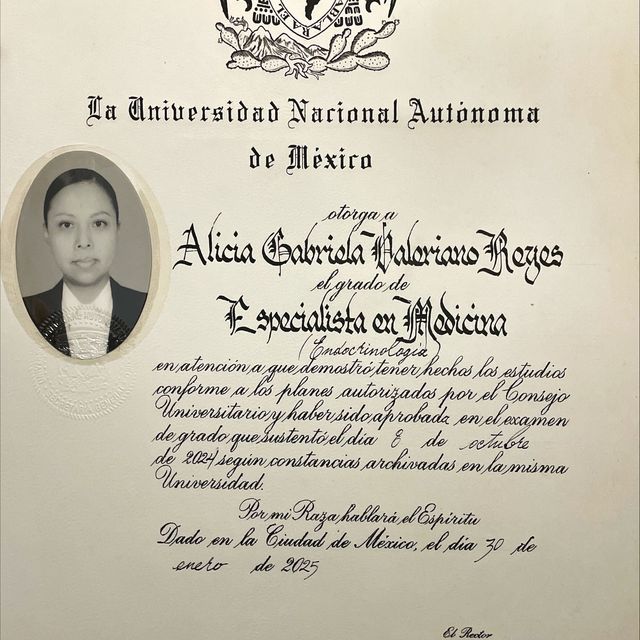 La Universidad Nacional Autónoma
de México
otorga a
Alicia Gabriela Valeriano Reyes
el grado de
Especialista en Medicina
(Endocrinología
en atención a que demostró tener hechos los estudios
conforme a los planes autorizados por el Consejo
Universitario y haber sido aprobada en el examen
de grado que sustentó el día 8 de octubre
de 2024 según constancias archivadas en la misma
Universidad.
Por mi Raza hablará el Espíritu
Dado en la Ciudad de México, el día 30 de
enero de 2025
El Rector